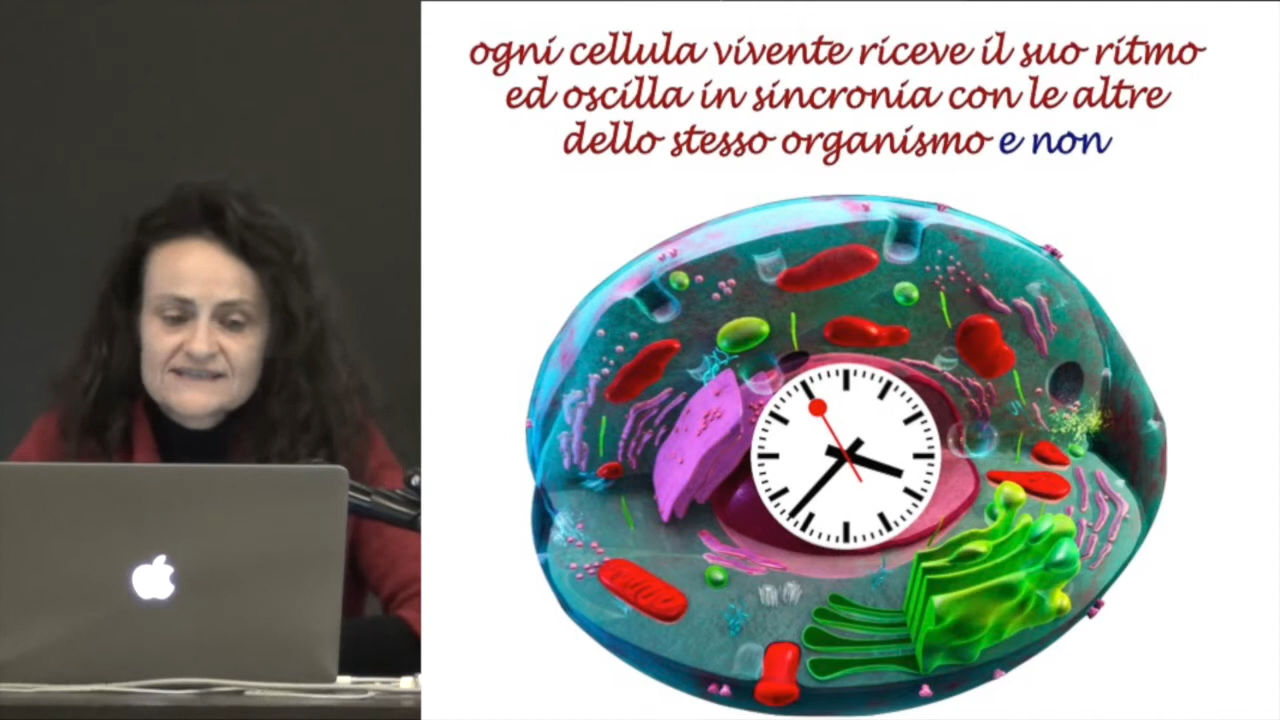 ogni cellula vivente riceve il suo ritmo
ed oscilla in sincronia con le altre
dello stesso organismo e non